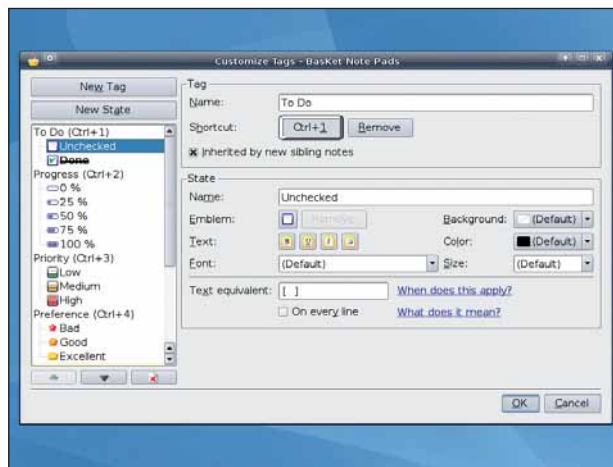 Customize Tags - BasKet Note Pads
New Tag
New State
To Do (Ctrl+1)
Unchecked
Done
Progress (Ctrl+2)
0 %
25 %
50 %
75 %
100 %
Priority (Ctrl+3)
Low
Medium
High
Preference (Ctrl+4)
Bad
Good
Excellent
Tag
Name: To Do
Shortcut: Ctrl+1 Remove
Inherited by new sibling notes
State
Name: Unchecked
Emblem: Remove Background: (Default)
Text: Color: (Default)
Font: (Default) Size: (Default)
Text equivalent: [ ] When does this apply?
On every line What does it mean?
OK Cancel